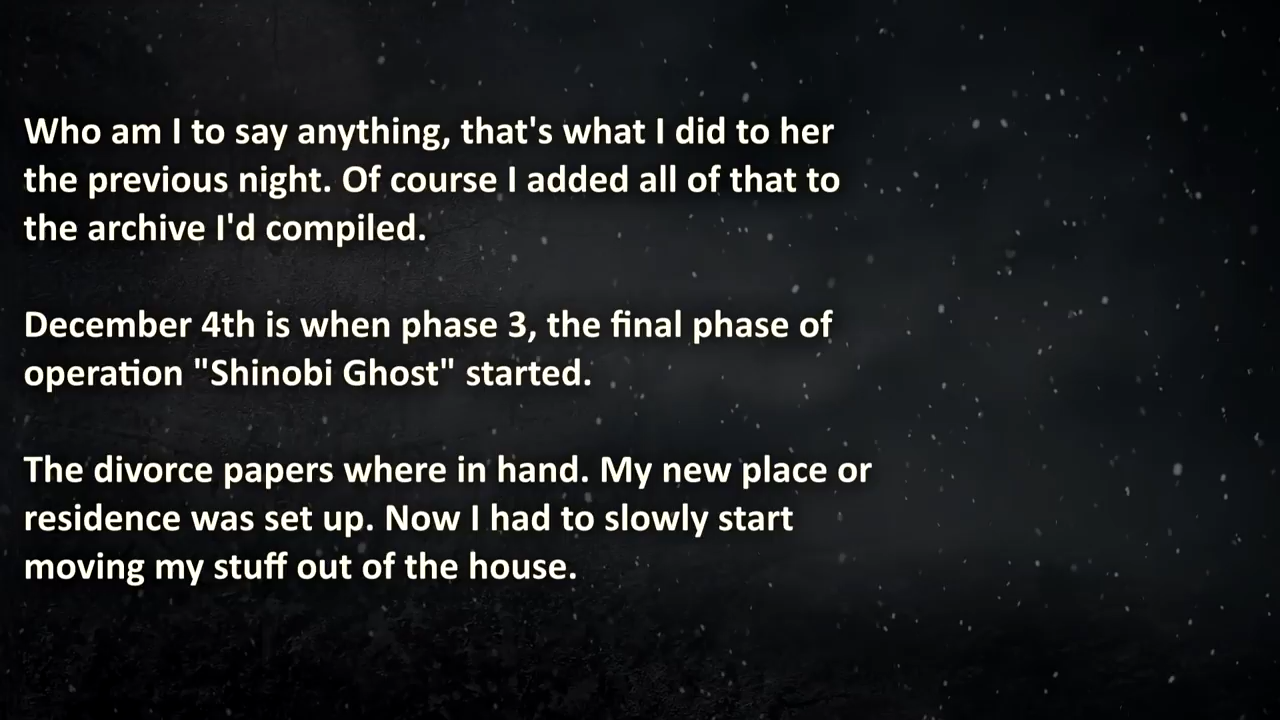 Who am I to say anything, that's what I did to her
the previous night. Of course I added all of that to
the archive I'd compiled.
December 4th is when phase 3, the final phase of
operation "Shinobi Ghost" started.
The divorce papers where in hand. My new place or
residence was set up. Now I had to slowly start
moving my stuff out of the house.